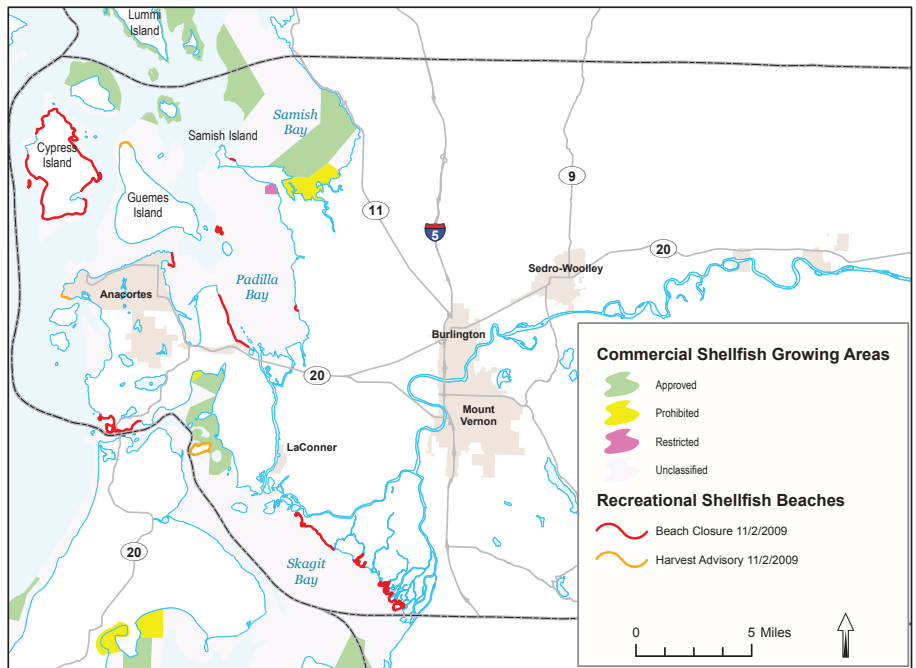 Lummi
Island
Samish
Bay
Samish Island
Cypress
Island
Guemes
Island
9
11
5
20
Sedro-Woolley
Padilla
Bay
Anacortes
Burlington
20
Mount
Vernon
LaConner
20
Skagit
Bay
Commercial Shellfish Growing Areas
Approved
Prohibited
Restricted
Unclassified
Recreational Shellfish Beaches
Beach Closure 11/2/2009
Harvest Advisory 11/2/2009
0 5 Miles